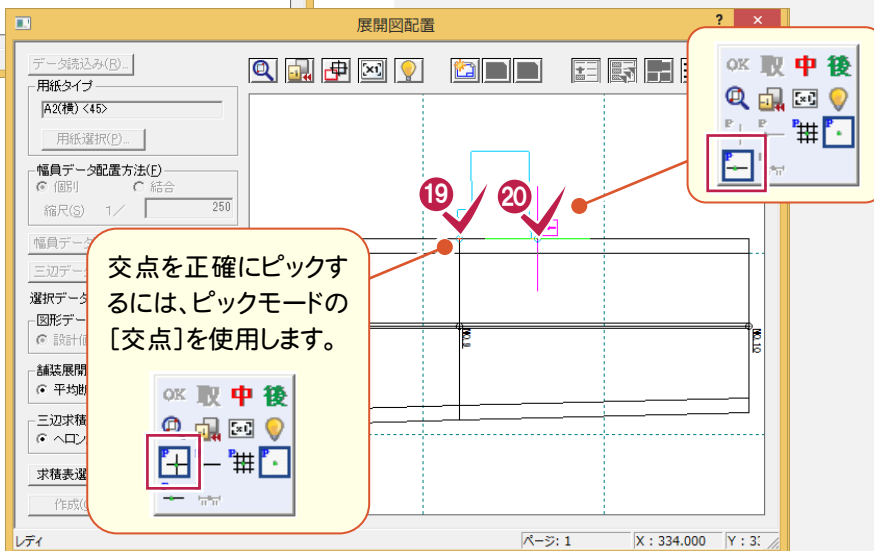 展開図配置
? ×
データ読込み(R)...
用紙タイプ
A2(横) <45>
用紙選択(P)...
幅員データ配置方法(F)
個別 結合
縮尺(S) 1／ 250
幅員デー
三辺デー
選択デー
図形デー
設計
舗装展開
平均
三辺求積
ヘロン
求積表選
作成(
OK 取 中 後
19
20
交点を正確にピックす
るには、ピックモードの
［交点］を使用します。
OK 取 中 後
NO.10
レディ
ページ: 1
X : 334.000